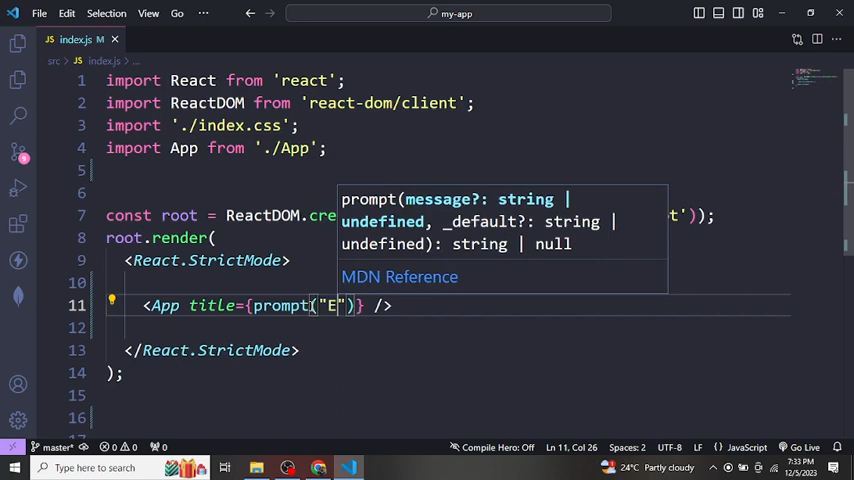 File Edit Selection View Go ··· my-app
JS index.js M
src > JS index.js > ...
1 import React from 'react';
2 import ReactDOM from 'react-dom/client';
3 import './index.css';
4 import App from './App';
5
6
prompt(message?: string |
undefined, _default?: string |
undefined): string | null
MDN Reference
7 const root = ReactDOM.cre t'));
8 root.render(
9 <React.StrictMode>
10
11 <App title={prompt("E")} />
12
13 </React.StrictMode>
14 );
15
16
9
master* 0 0 0 Compile Hero: Off Ln 11, Col 26 Spaces: 2 UTF-8 LF {} JavaScript Go Live
Type here to search 24°C Partly cloudy 7:33 PM
12/5/2023